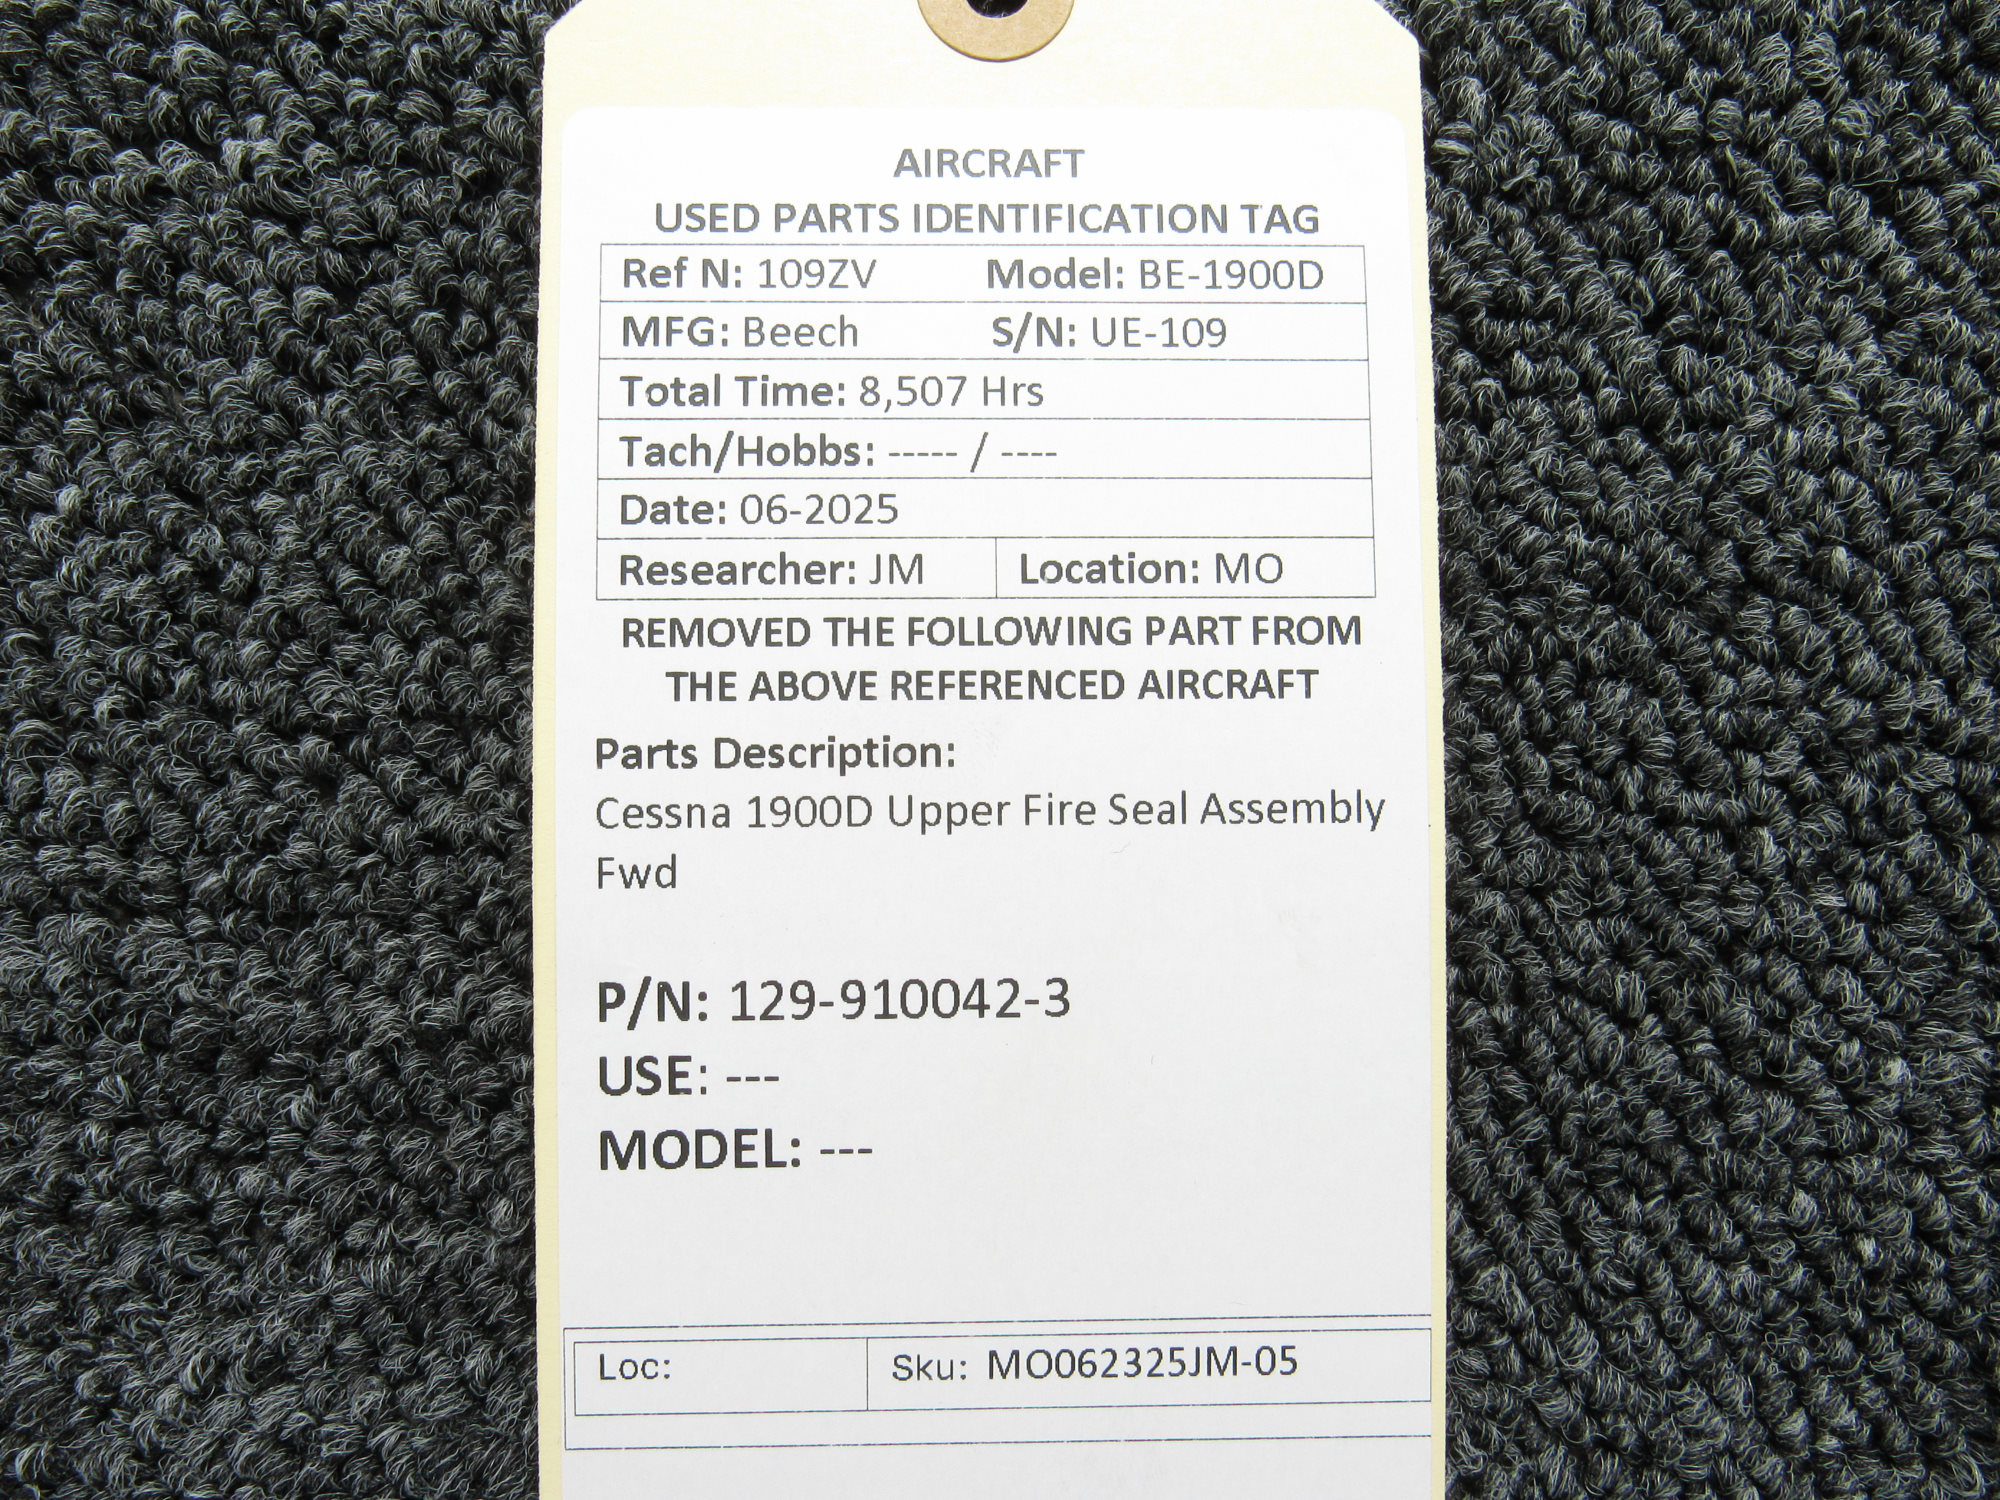 AIRCRAFT
USED PARTS IDENTIFICATION TAG
Ref N: 109ZV Model: BE-1900D
MFG: Beech S/N: UE-109
Total Time: 8,507 Hrs
Tach/Hobbs: ----- / ----
Date: 06-2025
Researcher: JM Location: MO
REMOVED THE FOLLOWING PART FROM
THE ABOVE REFERENCED AIRCRAFT
Parts Description:
Cessna 1900D Upper Fire Seal Assembly
Fwd
P/N: 129-910042-3
USE: ---
MODEL: ---
Loc: Sku: MO062325JM-05